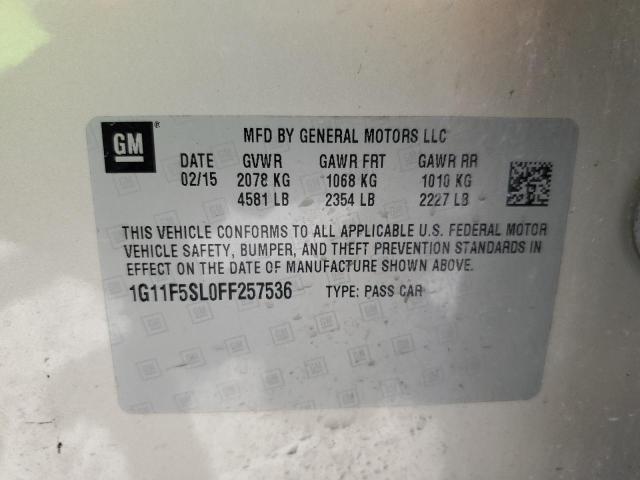 GM® MFD BY GENERAL MOTORS LLC
DATE GVWR GAWR FRT GAWR RR
02/15 2078 KG 1068 KG 1010 KG
4581 LB 2354 LB 2227 LB
THIS VEHICLE CONFORMS TO ALL APPLICABLE U.S. FEDERAL MOTOR
VEHICLE SAFETY, BUMPER, AND THEFT PREVENTION STANDARDS IN
EFFECT ON THE DATE OF MANUFACTURE SHOWN ABOVE.
1G11F5SL0FF257536 TYPE: PASS CAR